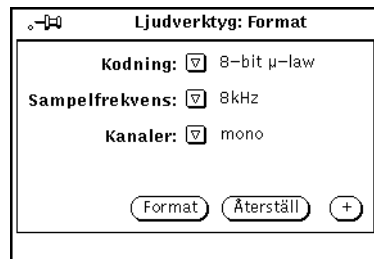 Ljudverktyg: Format
Kodning: 8-bit µ-law
Sampelfrekvens: 8kHz
Kanaler: mono
Format Återställ +